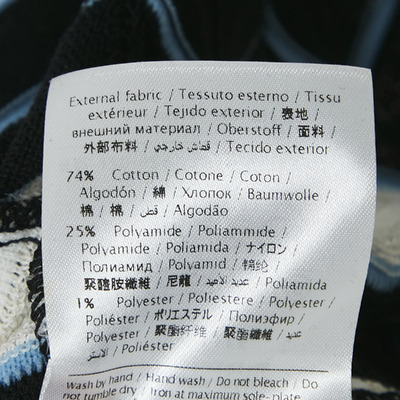 External fabric / Tessuto esterno / Tissu
extérieur / Tejido exterior / 表地 /
внешний материал / Oberstoff / 面料 /
外部布料 / قماش خارجي / Tecido exterior
74% Cotton / Cotone / Coton /
Algodón / 綿 / Хлопок / Baumwolle /
棉 / 棉 / قطن / Algodão
25% Polyamide / Poliammide /
Polyamide / Poliamida / ナイロン /
Полиамид / Polyamid / 锦纶 /
聚醯胺纖維 / 尼龍 / عديد الأميد / Poliamida
1% Polyester / Poliestere / Polyester /
Poliéster / ポリエステル / Полиэфир /
Polyester / 聚酯纤维 / 聚酯纖維 / عديد
الاستر / Poliéster
Wash by hand / Hand wash / Do not bleach / Do
not tumble dry / Iron at maximum sole-plate